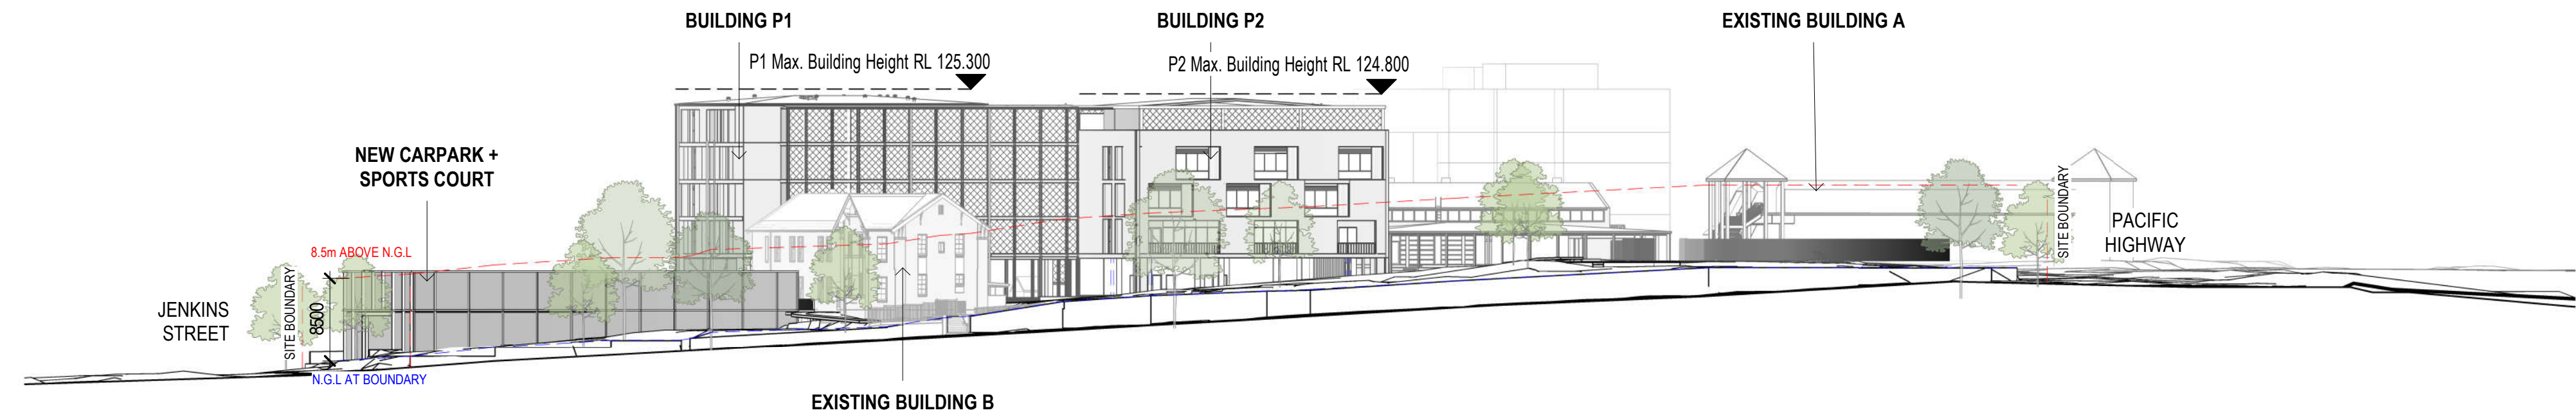 BUILDING P1
BUILDING P2
EXISTING BUILDING A
P1 Max. Building Height RL 125.300
P2 Max. Building Height RL 124.800
NEW CARPARK +
SPORTS COURT
8.5m ABOVE N.G.L
JENKINS
STREET
SITE BOUNDARY
8500
N.G.L AT BOUNDARY
EXISTING BUILDING B
SITE BOUNDARY
PACIFIC
HIGHWAY